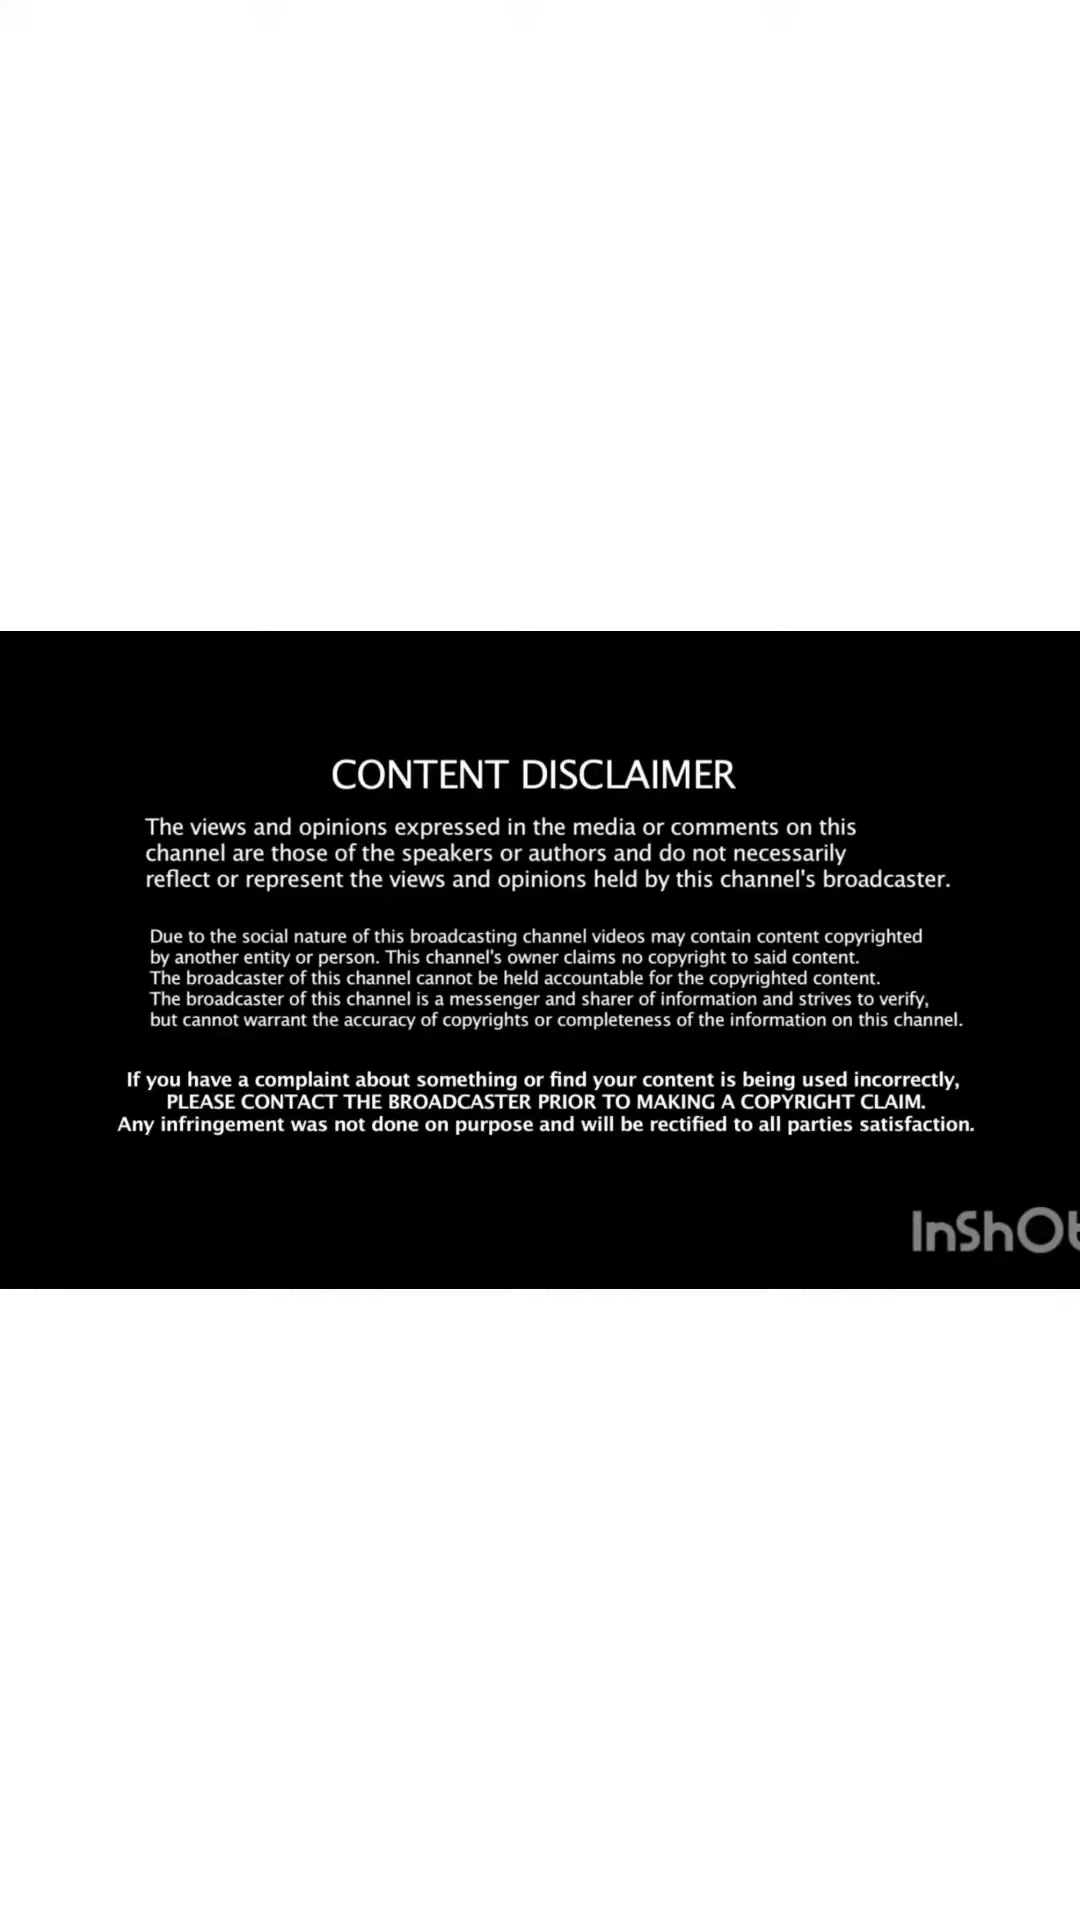 CONTENT DISCLAIMER
The views and opinions expressed in the media or comments on this
channel are those of the speakers or authors and do not necessarily
reflect or represent the views and opinions held by this channel's broadcaster.
Due to the social nature of this broadcasting channel videos may contain content copyrighted
by another entity or person. This channel's owner claims no copyright to said content.
The broadcaster of this channel cannot be held accountable for the copyrighted content.
The broadcaster of this channel is a messenger and sharer of information and strives to verify,
but cannot warrant the accuracy of copyrights or completeness of the information on this channel.
If you have a complaint about something or find your content is being used incorrectly,
PLEASE CONTACT THE BROADCASTER PRIOR TO MAKING A COPYRIGHT CLAIM.
Any infringement was not done on purpose and will be rectified to all parties satisfaction.
InShOt